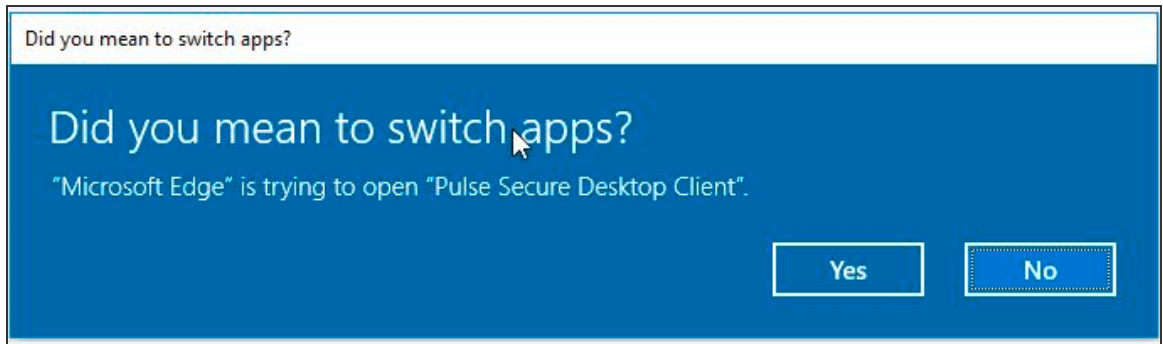 Did you mean to switch apps?
Did you mean to switch apps?
"Microsoft Edge" is trying to open "Pulse Secure Desktop Client".
Yes No